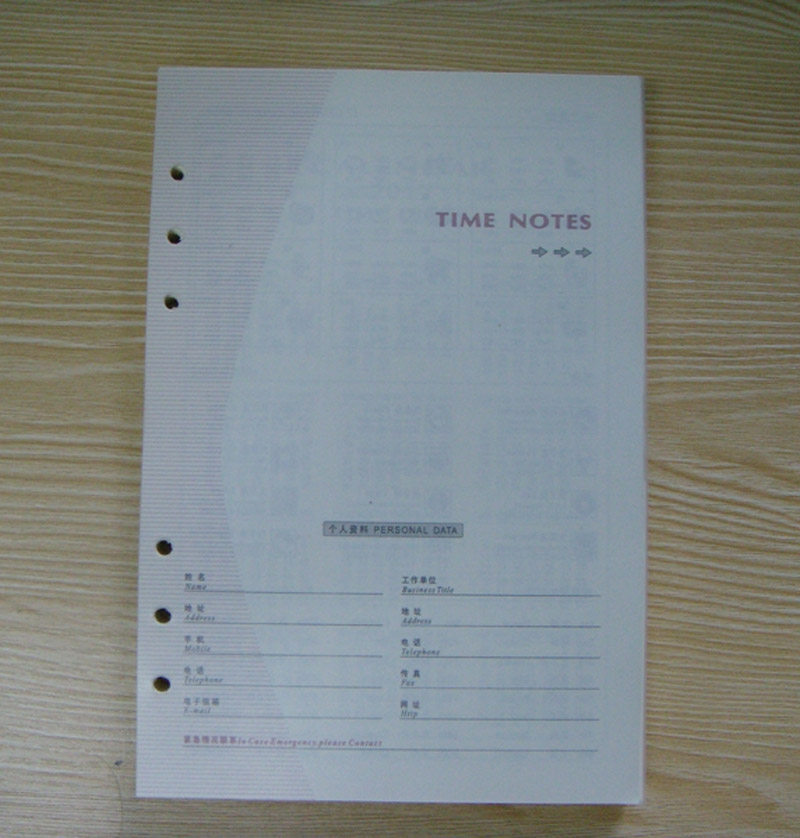 TIME NOTES
个人资料 PERSONAL DATA
姓 名
Name
工作单位
Business Title
地 址
Address
地 址
Address
手 机
Mobile
电 话
Telephone
电 话
Telephone
传 真
Fax
电子信箱
E-mail
网 址
Http
紧急情况联系In Case Emergency, please Contact